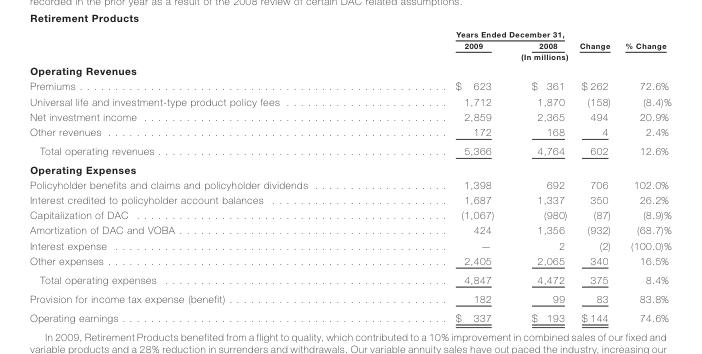 recorded in the prior year as a result of the 2008 review of certain DAC related assumptions.
Retirement Products
Years Ended December 31,
2009 2008 Change % Change
(In millions)
Operating Revenues
Premiums . . . . . . . . . . . . . . . . . . . . . . . . . . . . . . $ 623 $ 361 $ 262 72.6%
Universal life and investment-type product policy fees . . . . . . . . . . . . 1,712 1,870 (158) (8.4)%
Net investment income . . . . . . . . . . . . . . . . . . . . . . . . 2,859 2,365 494 20.9%
Other revenues . . . . . . . . . . . . . . . . . . . . . . . . . . . 172 168 4 2.4%
Total operating revenues . . . . . . . . . . . . . . . . . . . . . . 5,366 4,764 602 12.6%
Operating Expenses
Policyholder benefits and claims and policyholder dividends . . . . . . . . . . 1,398 692 706 102.0%
Interest credited to policyholder account balances . . . . . . . . . . . . . 1,687 1,337 350 26.2%
Capitalization of DAC . . . . . . . . . . . . . . . . . . . . . . . . (1,067) (980) (87) (8.9)%
Amortization of DAC and VOBA . . . . . . . . . . . . . . . . . . . . 424 1,356 (932) (68.7)%
Interest expense . . . . . . . . . . . . . . . . . . . . . . . . . . — 2 (2) (100.0)%
Other expenses . . . . . . . . . . . . . . . . . . . . . . . . . . . 2,405 2,065 340 16.5%
Total operating expenses . . . . . . . . . . . . . . . . . . . . . . 4,847 4,472 375 8.4%
Provision for income tax expense (benefit) . . . . . . . . . . . . . . . . 182 99 83 83.8%
Operating earnings . . . . . . . . . . . . . . . . . . . . . . . . . $ 337 $ 193 $ 144 74.6%
In 2009, Retirement Products benefited from a flight to quality, which contributed to a 10% improvement in combined sales of our fixed and
variable products and a 28% reduction in surrenders and withdrawals. Our variable annuity sales have out paced the industry, increasing our